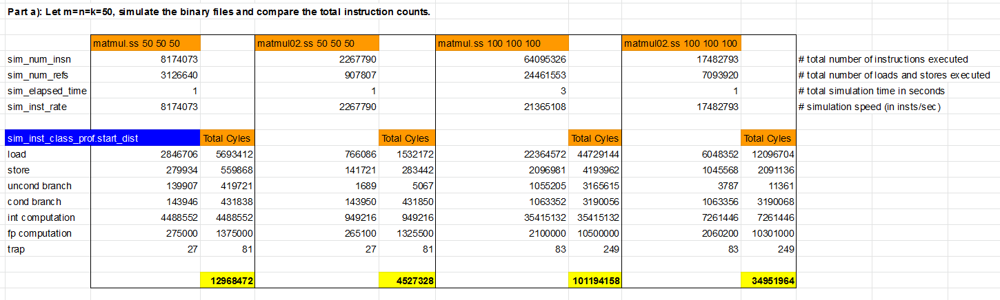 Part a): Let m=n=k=50, simulate the binary files and compare the total instruction counts.
matmul.ss 50 50 50 matmul02.ss 50 50 50 matmul.ss 100 100 100 matmul02.ss 100 100 100
sim_num_insn 8174073 2267790 64095326 17482793 # total number of instructions executed
sim_num_refs 3126640 907807 24461553 7093920 # total number of loads and stores executed
sim_elapsed_time 1 1 3 1 # total simulation time in seconds
sim_inst_rate 8174073 2267790 21365108 17482793 # simulation speed (in insts/sec)
sim_inst_class_prof.start_dist Total Cyles Total Cyles Total Cyles Total Cyles
load 2846706 5693412 766086 1532172 22364572 44729144 6048352 12096704
store 279934 559868 141721 283442 2096981 4193962 1045568 2091136
uncond branch 139907 419721 1689 5067 1055205 3165615 3787 11361
cond branch 143946 431838 143950 431850 1063352 3190056 1063356 3190068
int computation 4488552 4488552 949216 949216 35415132 35415132 7261446 7261446
fp computation 275000 1375000 265100 1325500 2100000 10500000 2060200 10301000
trap 27 81 27 81 83 249 83 249
12968472 4527328 101194158 34951964